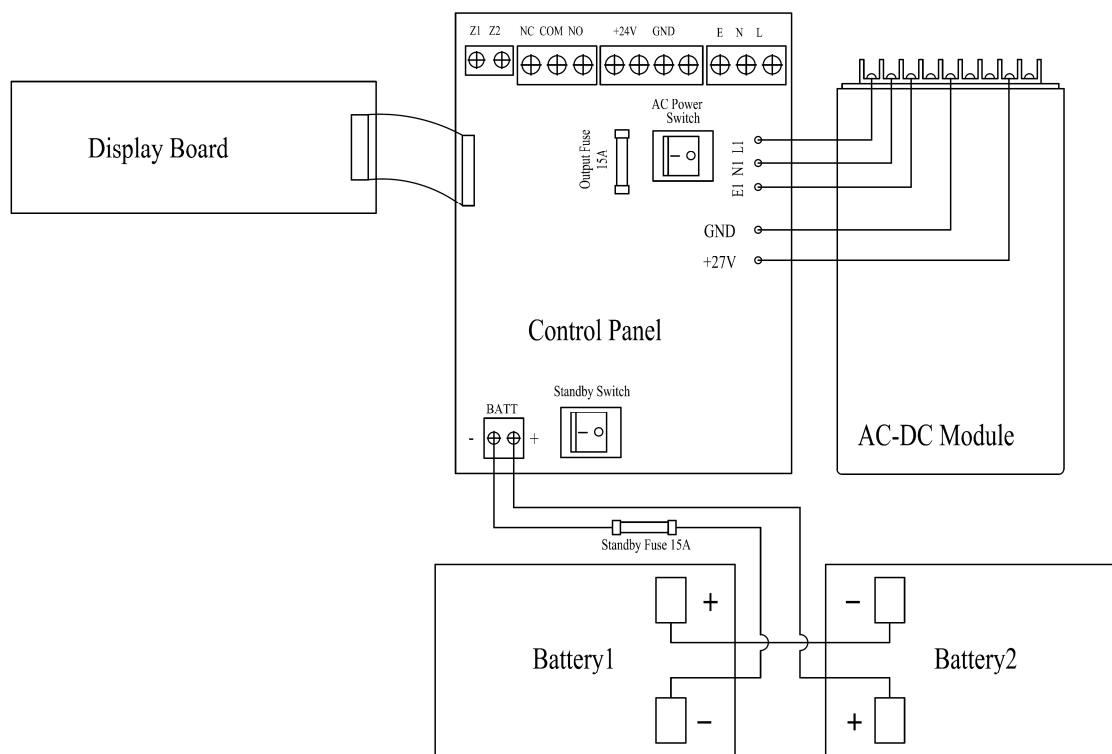 Z1 Z2 NC COM NO +24V GND E N L
AC Power
Switch
Output Fuse
15A
L1
N1
E1
GND
+27V
Display Board
Control Panel
AC-DC Module
Standby Switch
BATT
- +
Standby Fuse 15A
+ -
Battery1 Battery2
- +